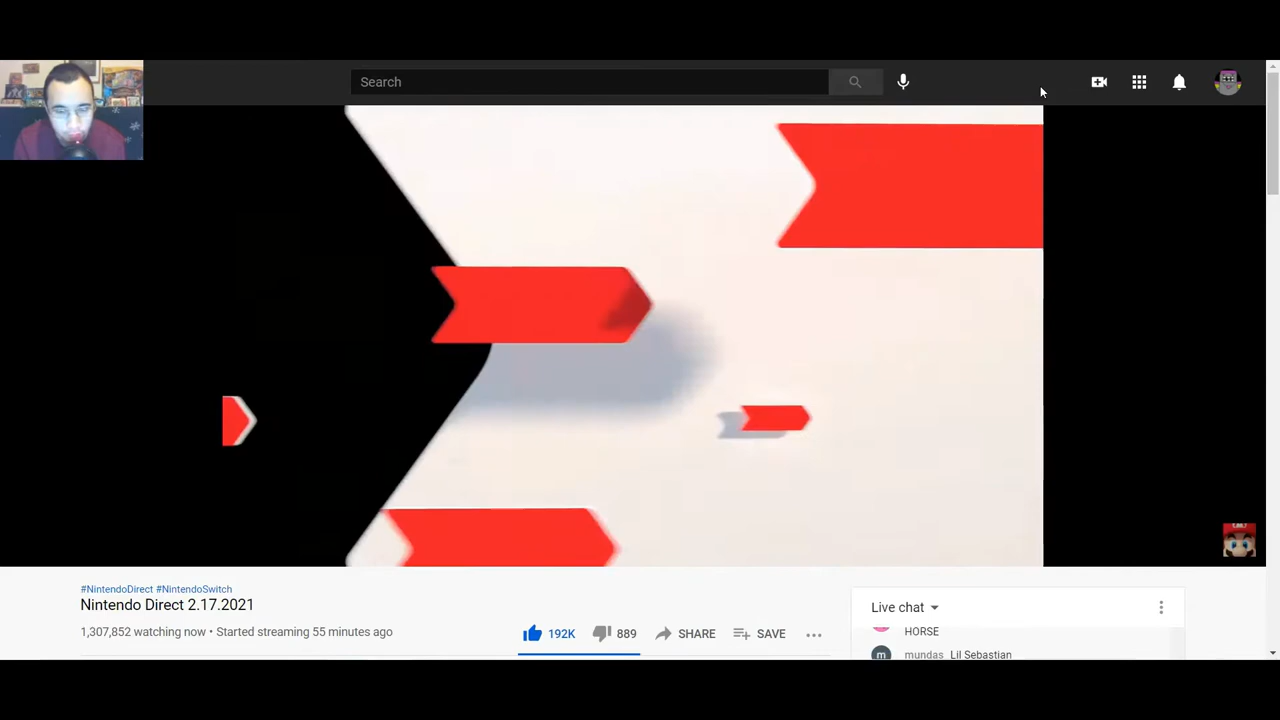 Search
#NintendoDirect #NintendoSwitch
Nintendo Direct 2.17.2021
1,307,852 watching now • Started streaming 55 minutes ago
192K 889 SHARE SAVE
Live chat
HORSE
m mundas Lil Sebastian